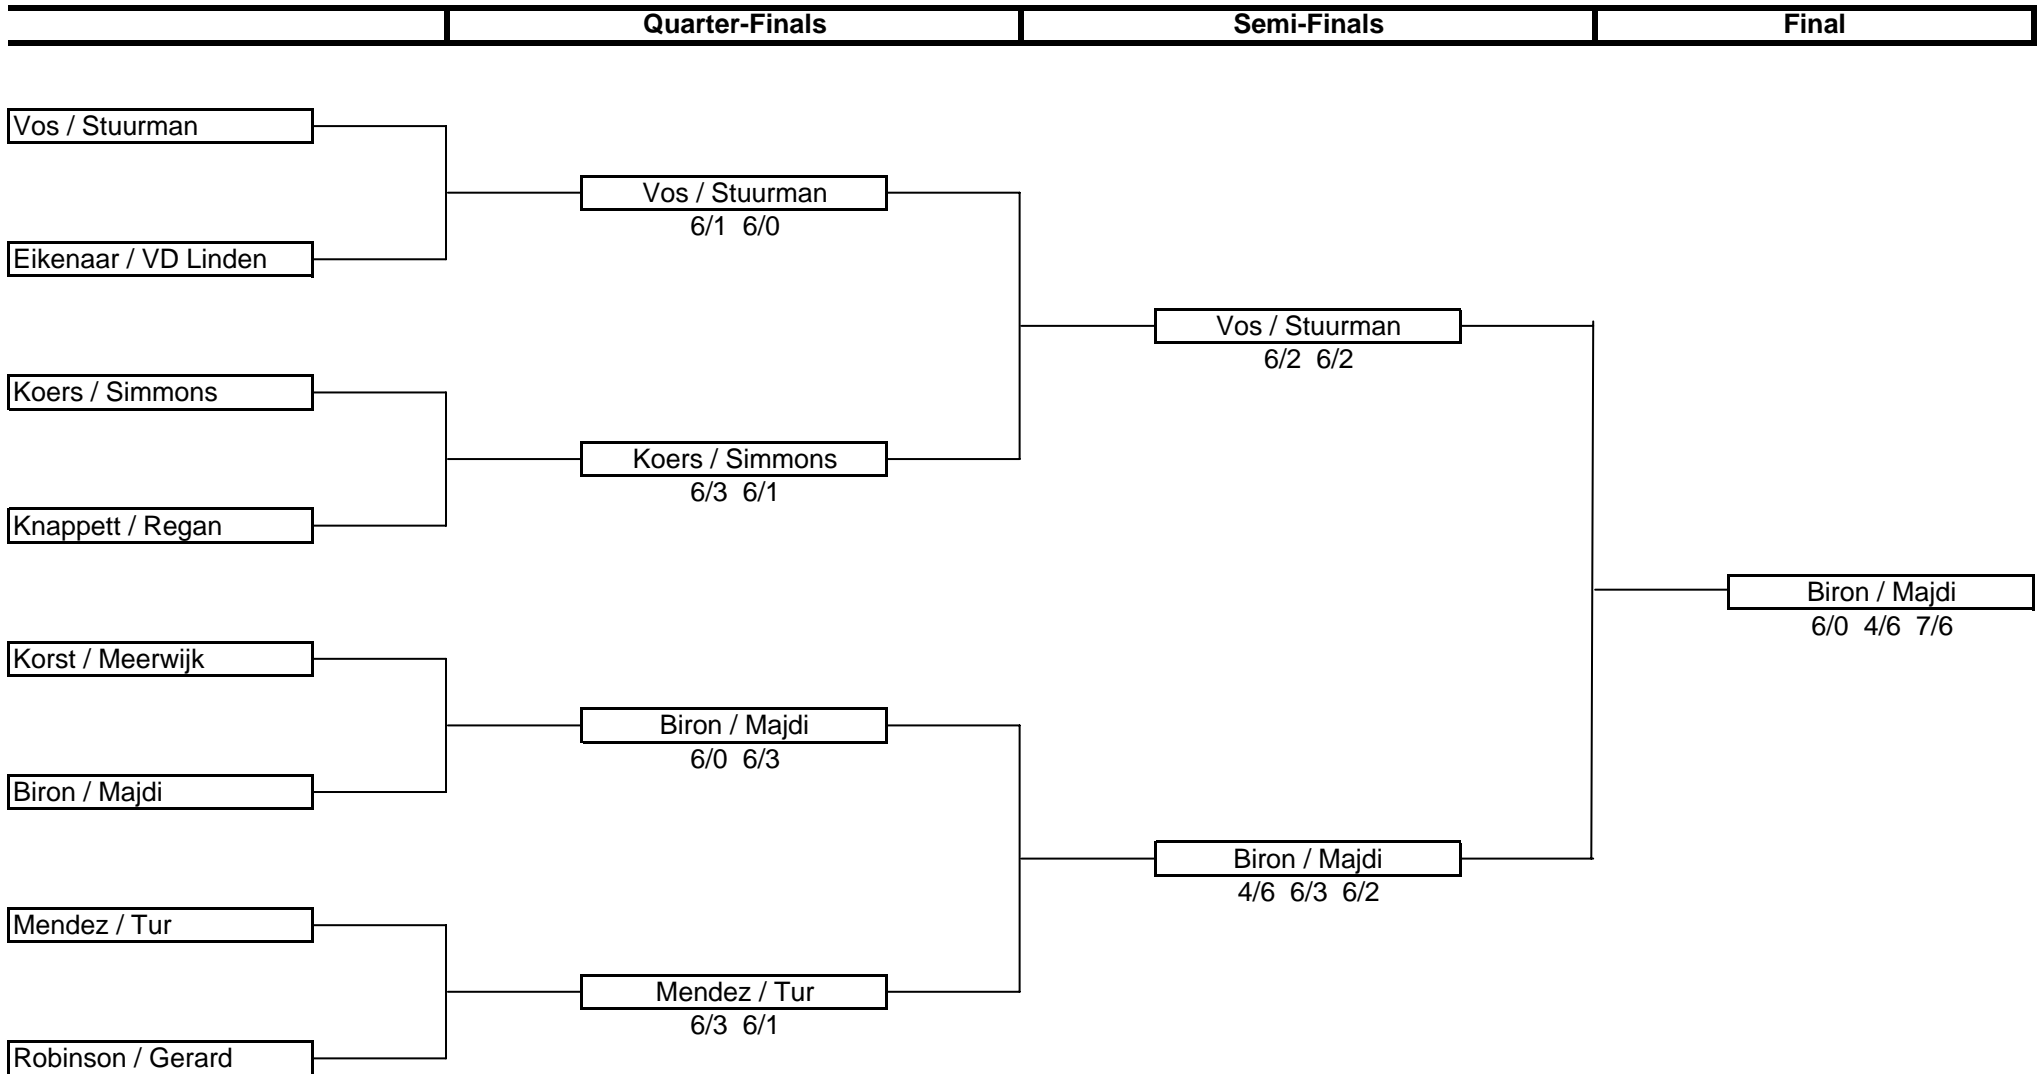 Quarter-Finals Semi-Finals Final
Vos / Stuurman
Vos / Stuurman
6/1 6/0
Eikenaar / VD Linden
Vos / Stuurman
6/2 6/2
Koers / Simmons
Koers / Simmons
6/3 6/1
Knappett / Regan
Biron / Majdi
6/0 4/6 7/6
Korst / Meerwijk
Biron / Majdi
6/0 6/3
Biron / Majdi
Biron / Majdi
4/6 6/3 6/2
Mendez / Tur
Mendez / Tur
6/3 6/1
Robinson / Gerard